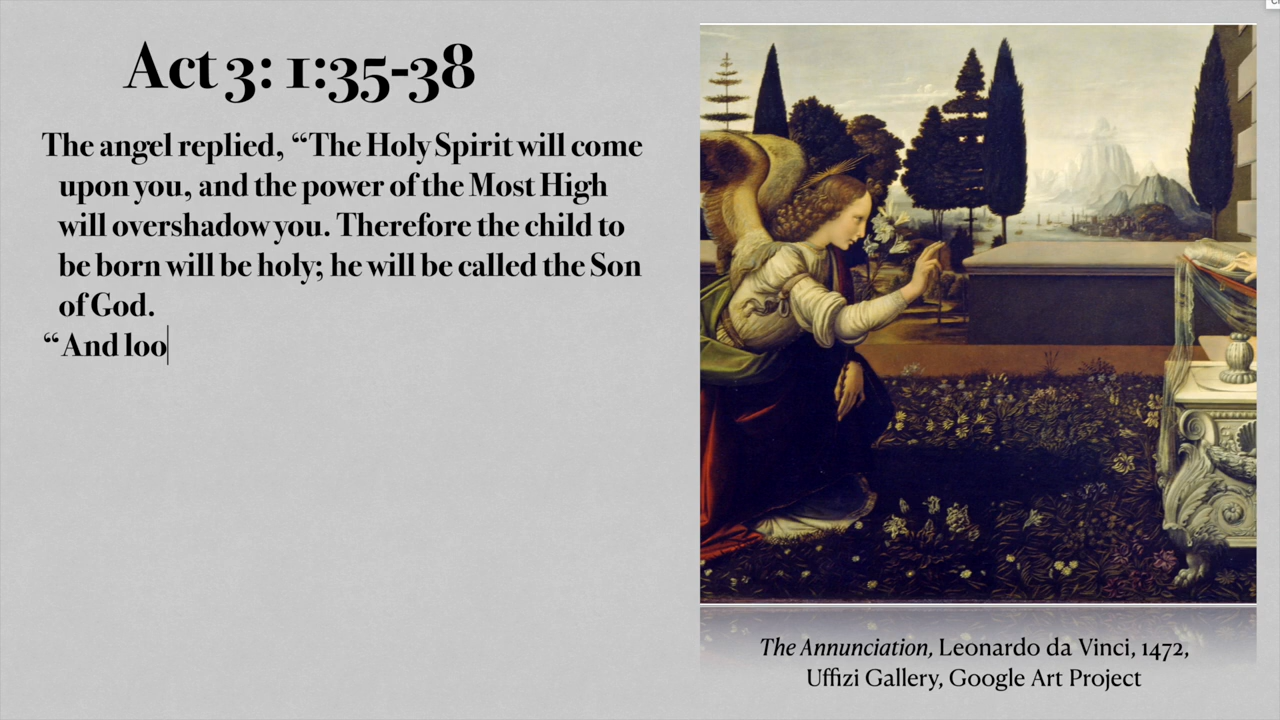 Act 3: 1:35-38
The angel replied, “The Holy Spirit will come
upon you, and the power of the Most High
will overshadow you. Therefore the child to
be born will be holy; he will be called the Son
of God.
“And loo
The Annunciation, Leonardo da Vinci, 1472,
Uffizi Gallery, Google Art Project